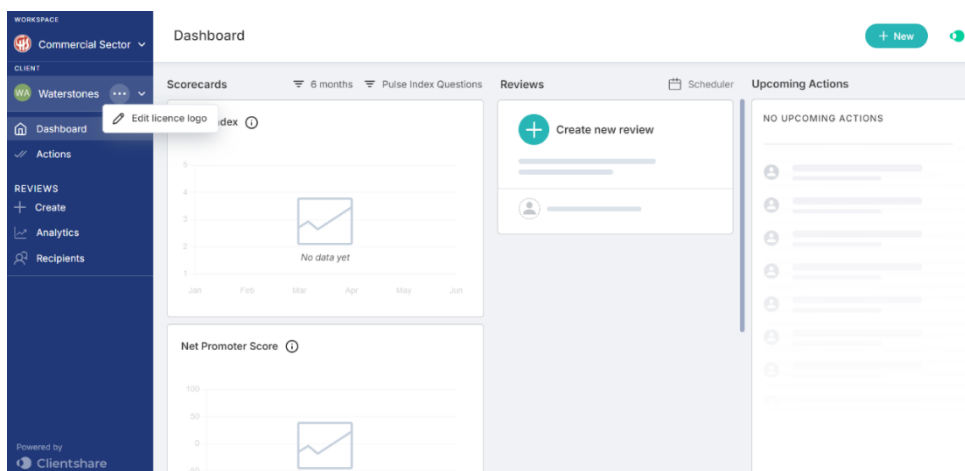 WORKSPACE
Commercial Sector
CLIENT
WA Waterstones ...
Edit licence logo
Dashboard
Actions
REVIEWS
Create
Analytics
Recipients
Powered by
Clientshare
Dashboard
+ New
Scorecards 6 months Pulse Index Questions
dex
5
4
3
2
1
No data yet
Jan Feb Mar Apr May Jun
Net Promoter Score
100
50
0
-50
Reviews Scheduler
Create new review
Upcoming Actions
NO UPCOMING ACTIONS